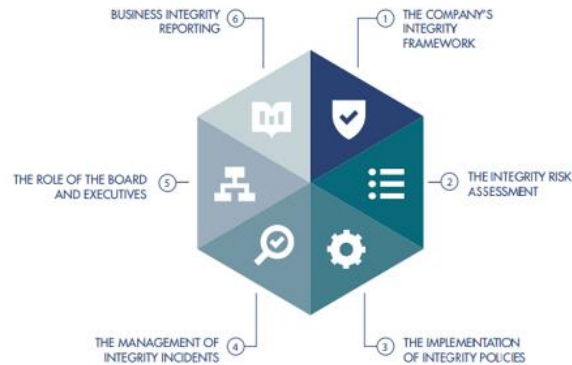 ① THE COMPANY'S
INTEGRITY
FRAMEWORK
② THE INTEGRITY RISK
ASSESSMENT
③ THE IMPLEMENTATION
OF INTEGRITY POLICIES
④ THE MANAGEMENT OF
INTEGRITY INCIDENTS
⑤ THE ROLE OF THE BOARD
AND EXECUTIVES
⑥ BUSINESS INTEGRITY
REPORTING